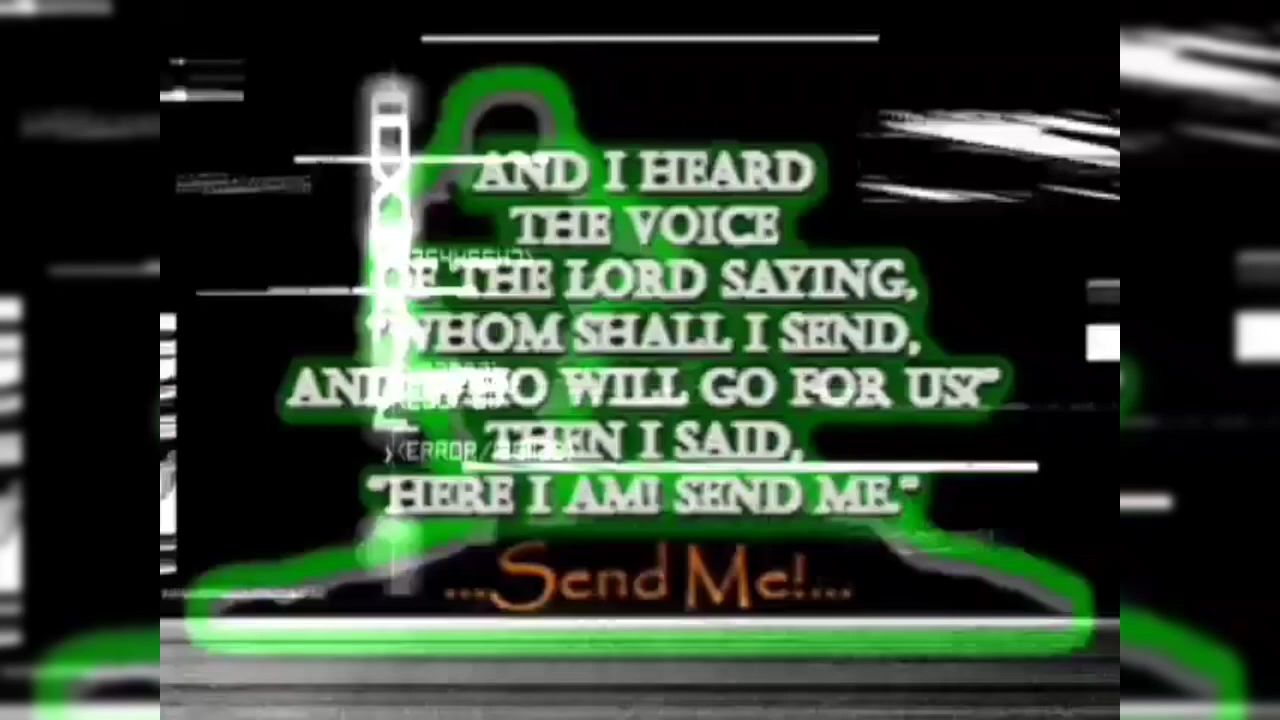 AND I HEARD
THE VOICE
OF THE LORD SAYING,
"WHOM SHALL I SEND,
AND WHO WILL GO FOR US?"
THEN I SAID,
"HERE I AM! SEND ME."
...Send Me!...